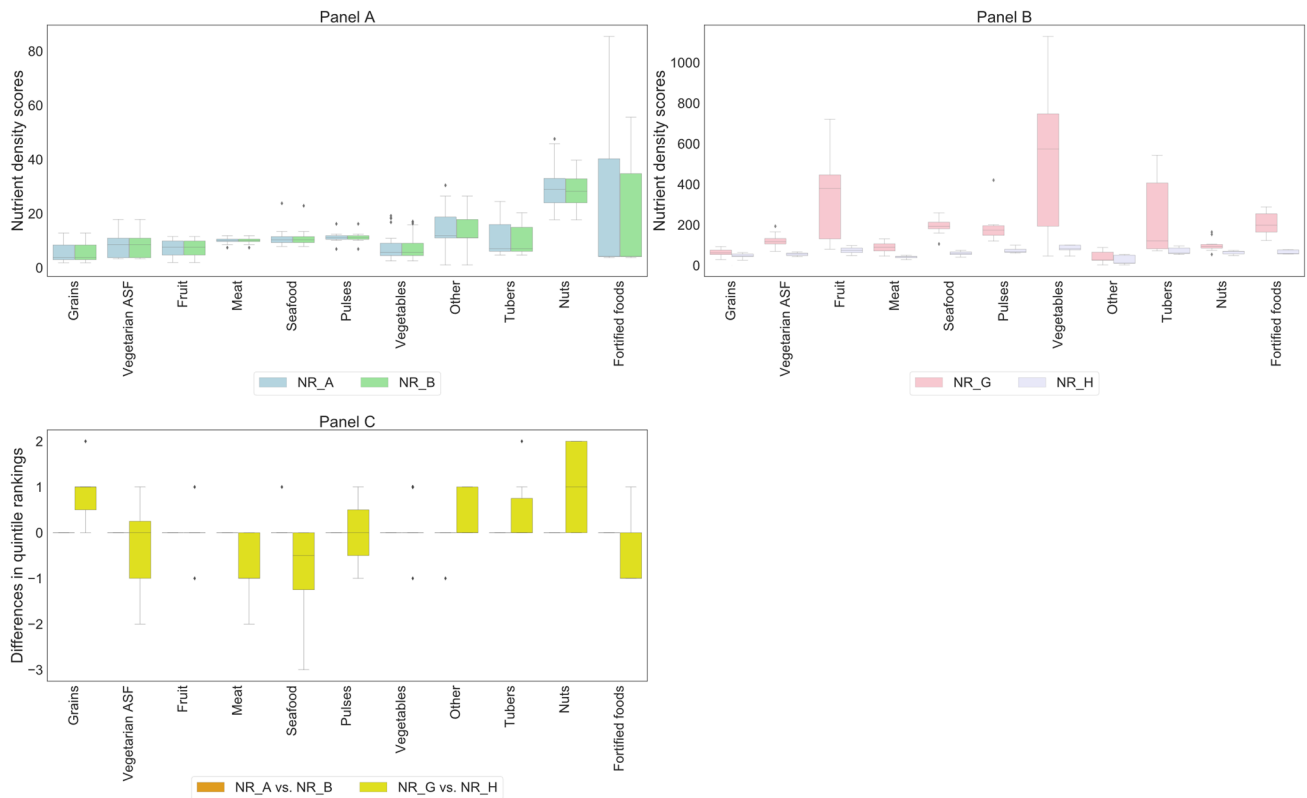 Panel A
Nutrient density scores
80
60
40
20
0
Grains
Vegetarian ASF
Fruit
Meat
Seafood
Pulses
Vegetables
Other
Tubers
Nuts
Fortified foods
NR_A NR_B
Panel B
Nutrient density scores
1000
800
600
400
200
0
Grains
Vegetarian ASF
Fruit
Meat
Seafood
Pulses
Vegetables
Other
Tubers
Nuts
Fortified foods
NR_G NR_H
Panel C
Differences in quintile rankings
2
1
0
−1
−2
−3
Grains
Vegetarian ASF
Fruit
Meat
Seafood
Pulses
Vegetables
Other
Tubers
Nuts
Fortified foods
NR_A vs. NR_B NR_G vs. NR_H